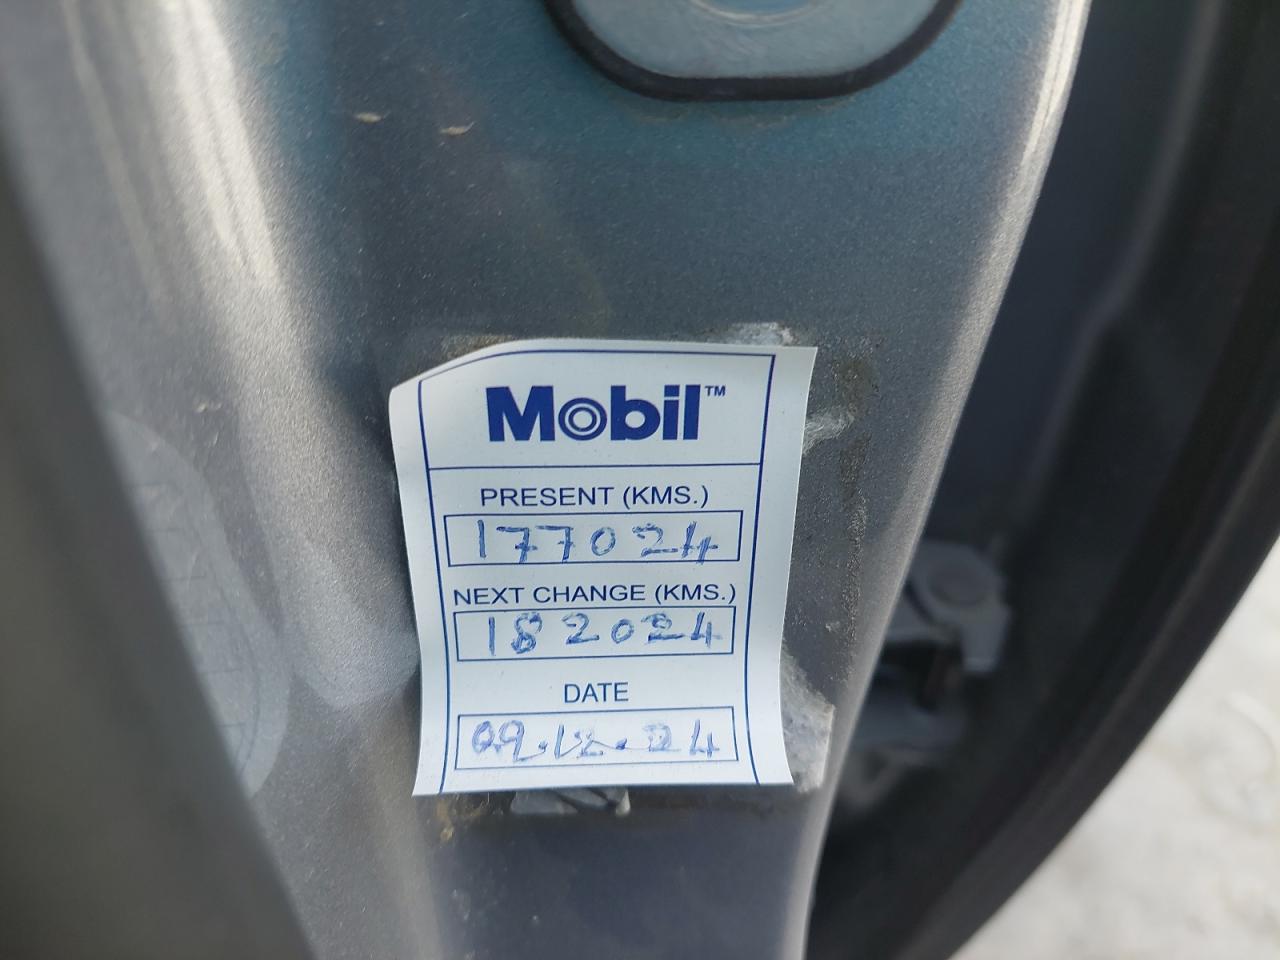 Mobil™
PRESENT (KMS.)
177024
NEXT CHANGE (KMS.)
182024
DATE
09.12.24